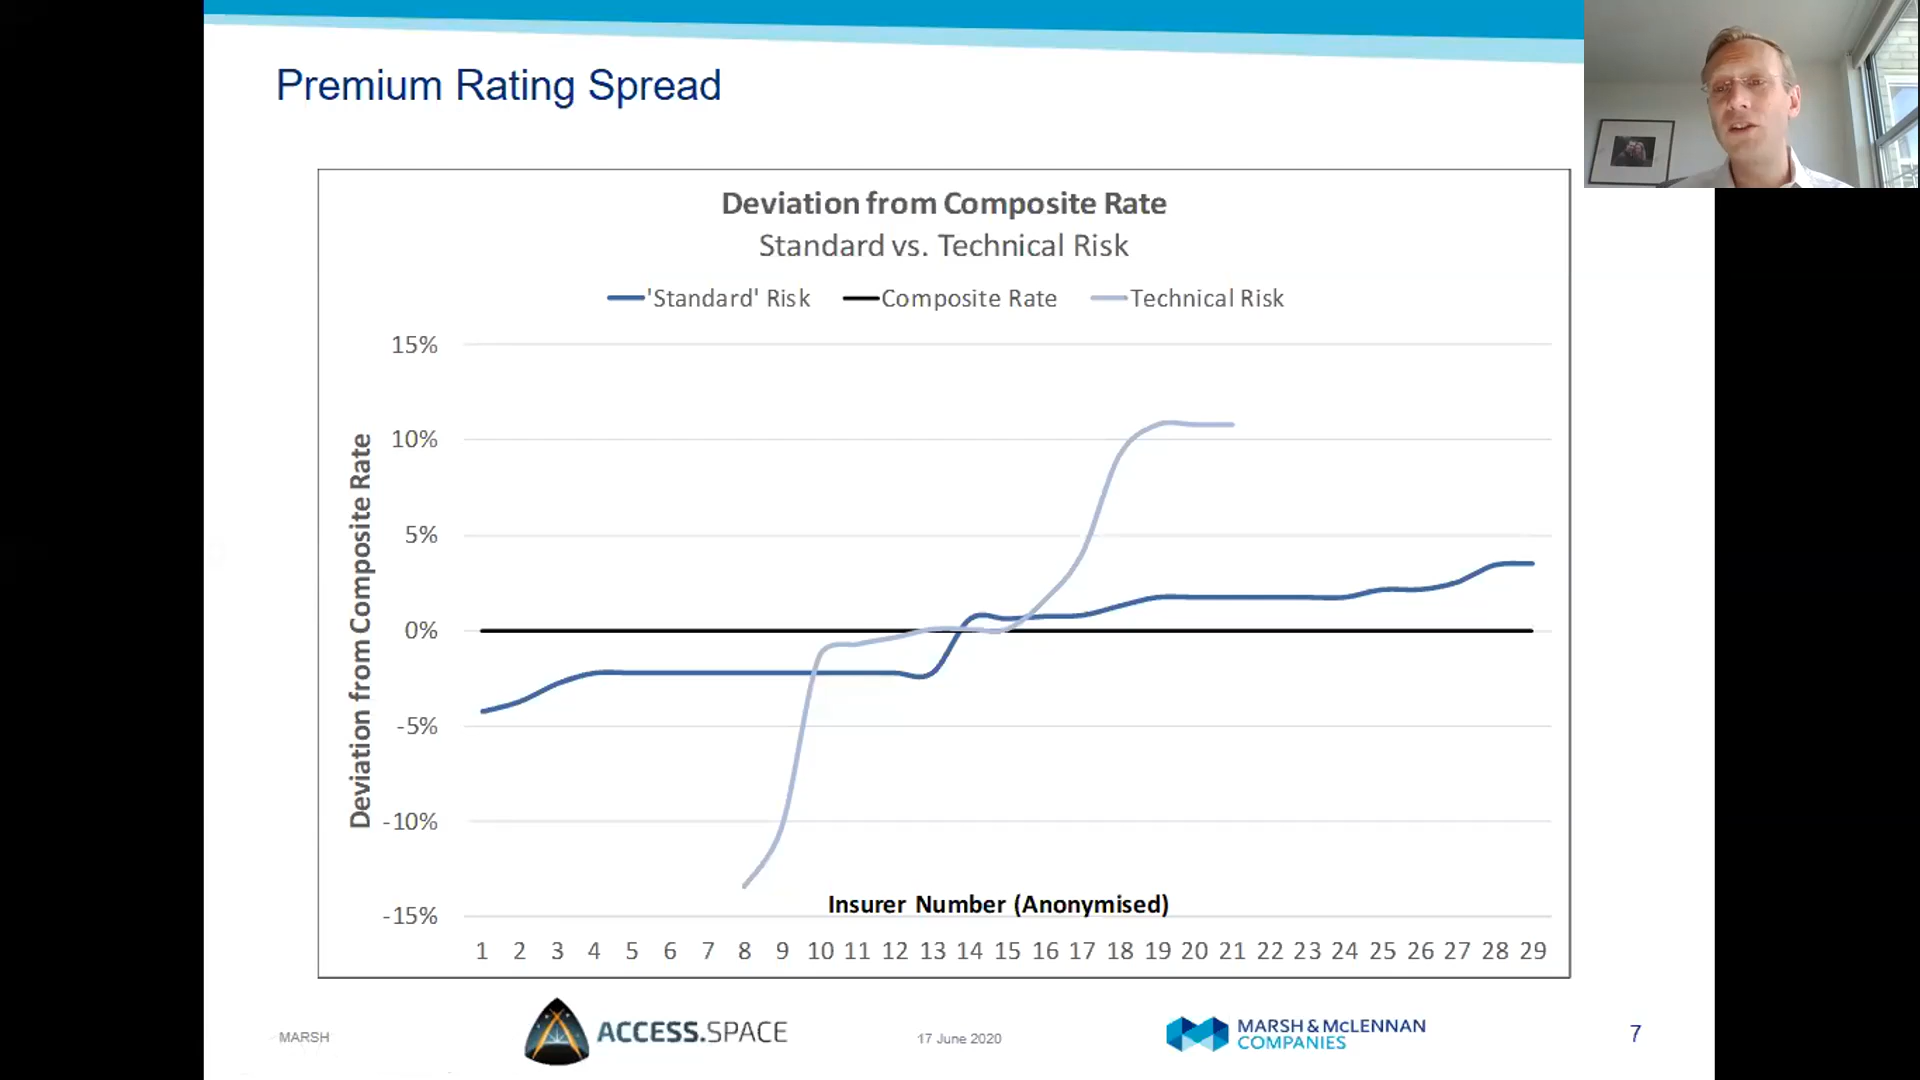 Premium Rating Spread
Deviation from Composite Rate
Standard vs. Technical Risk
'Standard' Risk Composite Rate Technical Risk
Deviation from Composite Rate
15%
10%
5%
0%
-5%
-10%
-15%
Insurer Number (Anonymised)
1 2 3 4 5 6 7 8 9 10 11 12 13 14 15 16 17 18 19 20 21 22 23 24 25 26 27 28 29
MARSH
ACCESS.SPACE
17 June 2020
MARSH & McLENNAN
COMPANIES
7